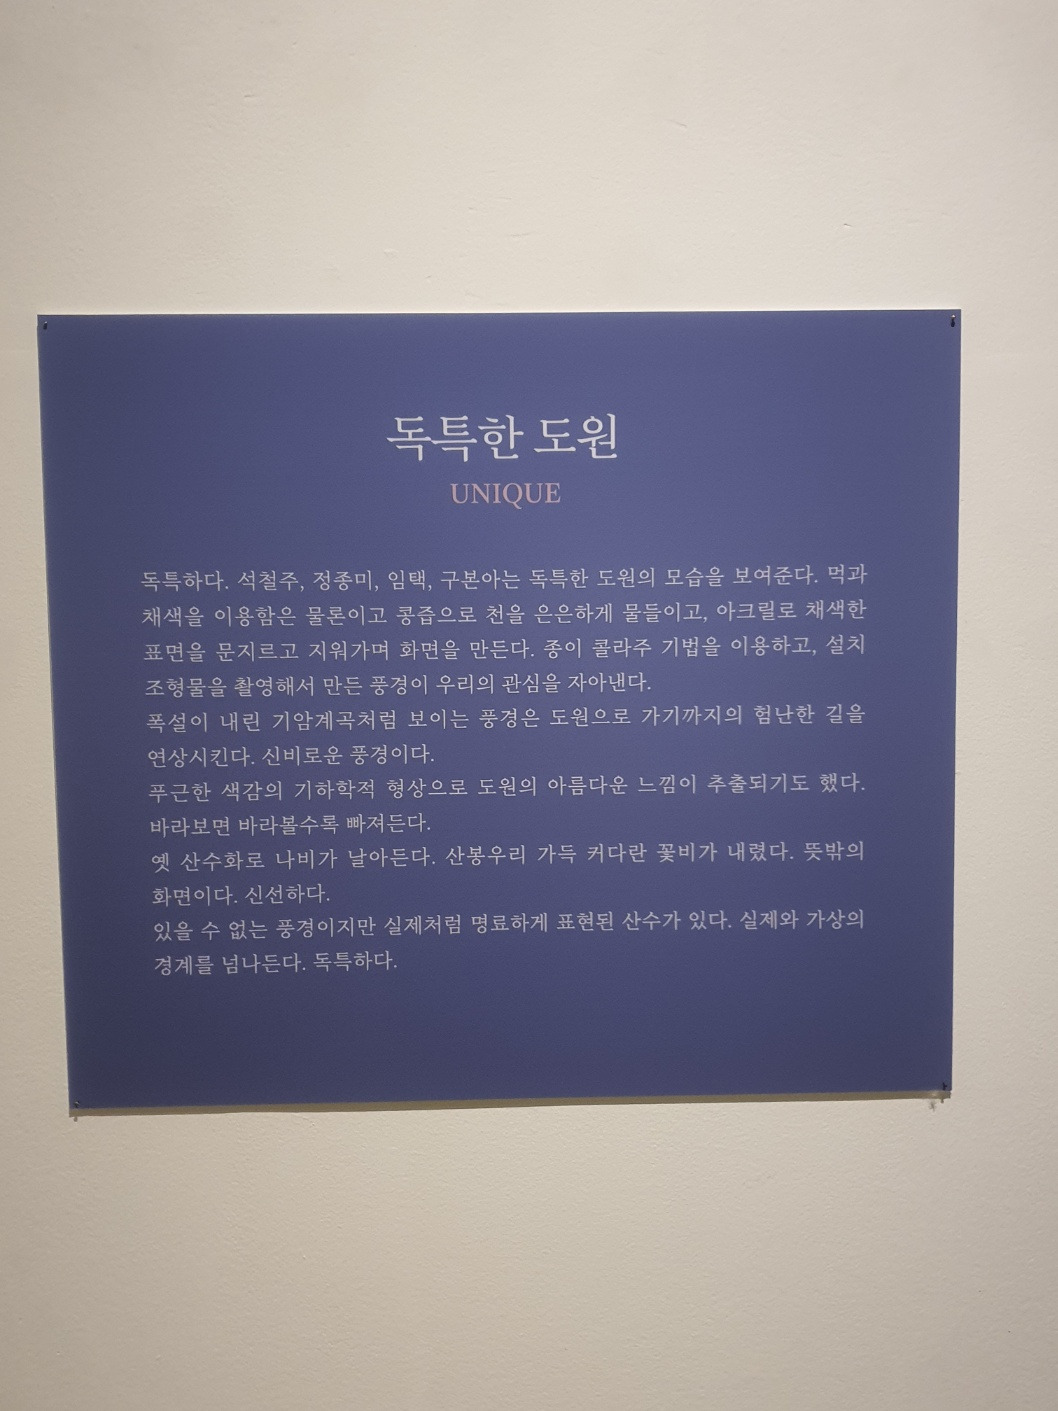 독특한 도원
UNIQUE
독특하다. 석철주, 정종미, 임택, 구본아는 독특한 도원의 모습을 보여준다. 먹과
채색을 이용함은 물론이고 콩즙으로 천을 은은하게 물들이고, 아크릴로 채색한
표면을 문지르고 지워가며 화면을 만든다. 종이 콜라주 기법을 이용하고, 설치
조형물을 촬영해서 만든 풍경이 우리의 관심을 자아낸다.
폭설이 내린 기암계곡처럼 보이는 풍경은 도원으로 가기까지의 험난한 길을
연상시킨다. 신비로운 풍경이다.
푸근한 색감의 기하학적 형상으로 도원의 아름다운 느낌이 추출되기도 했다.
바라보면 바라볼수록 빠져든다.
옛 산수화로 나비가 날아든다. 산봉우리 가득 커다란 꽃비가 내렸다. 뜻밖의
화면이다. 신선하다.
있을 수 없는 풍경이지만 실제처럼 명료하게 표현된 산수가 있다. 실제와 가상의
경계를 넘나든다. 독특하다.